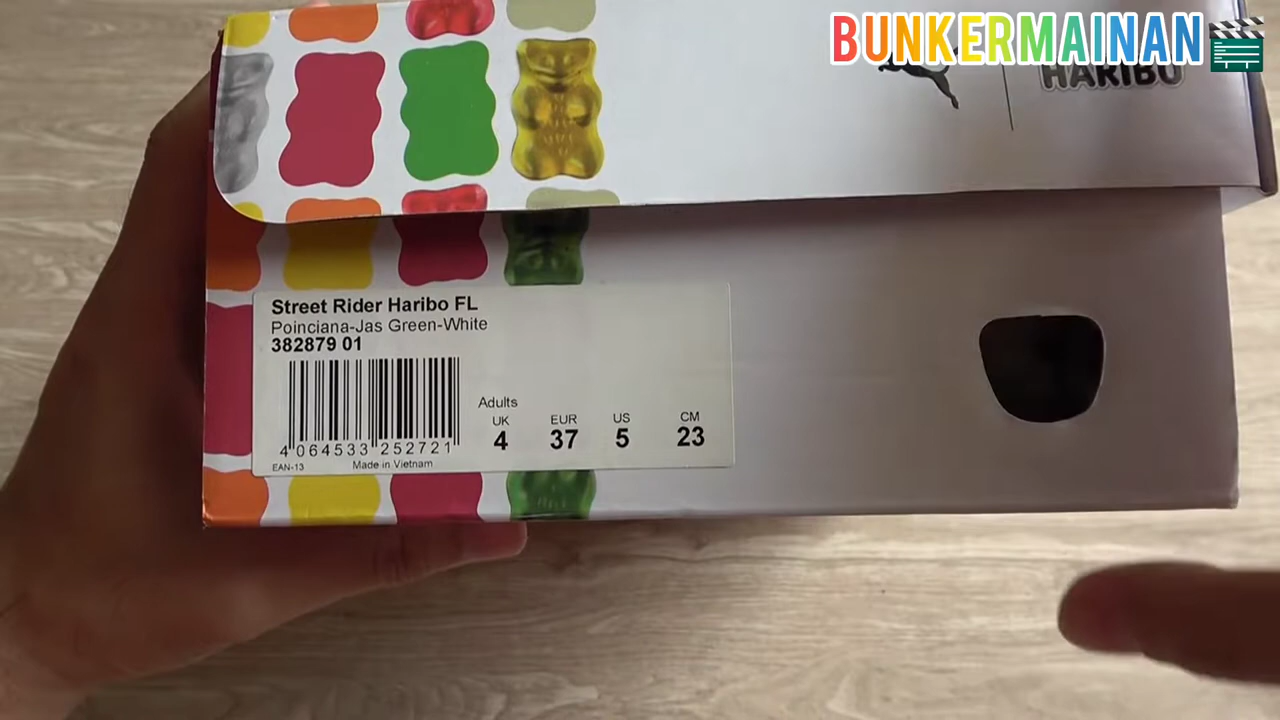 BUNKERMAINAN
HARIBO
Street Rider Haribo FL
Poinciana-Jas Green-White
382879 01
Adults
UK EUR US CM
4 37 5 23
4 064533 252721
EAN-13 Made in Vietnam